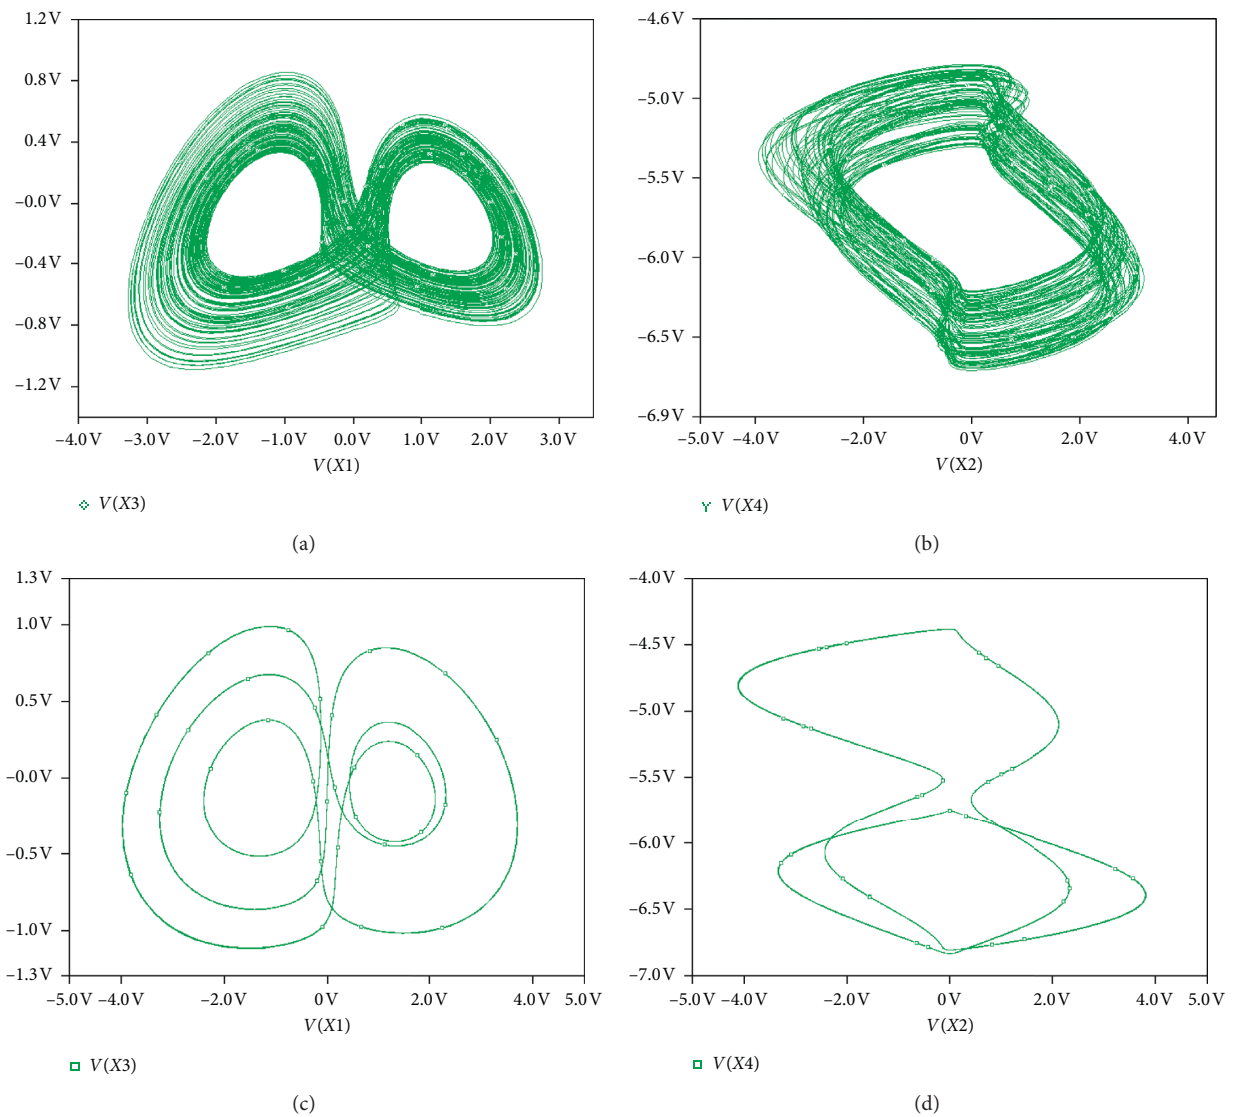 1.2 V
0.8 V
0.4 V
–0.0 V
–0.4 V
–0.8 V
–1.2 V
–4.0 V –3.0 V –2.0 V –1.0 V 0.0 V 1.0 V 2.0 V 3.0 V
V(X1)
V(X3)
(a)
–4.6 V
–5.0 V
–5.5 V
–6.0 V
–6.5 V
–6.9 V
–5.0 V –4.0 V –2.0 V 0 V 2.0 V 4.0 V
V(X2)
V(X4)
(b)
1.3 V
1.0 V
0.5 V
–0.0 V
–0.5 V
–1.0 V
–1.3 V
–5.0 V –4.0 V –2.0 V 0 V 2.0 V 4.0 V 5.0 V
V(X1)
V(X3)
(c)
–4.0 V
–4.5 V
–5.0 V
–5.5 V
–6.0 V
–6.5 V
–7.0 V
–5.0 V –4.0 V –2.0 V 0 V 2.0 V 4.0 V 5.0 V
V(X2)
V(X4)
(d)